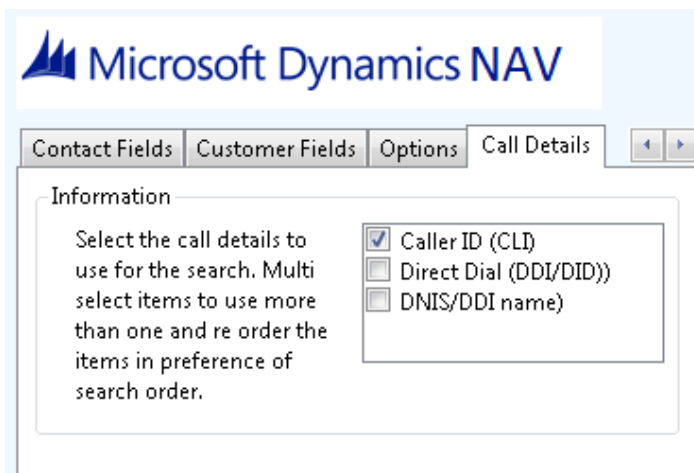 Microsoft Dynamics NAV
Contact Fields Customer Fields Options Call Details
Information
Select the call details to
use for the search. Multi
select items to use more
than one and re order the
items in preference of
search order.
Caller ID (CLI)
Direct Dial (DDI/DID))
DNIS/DDI name)